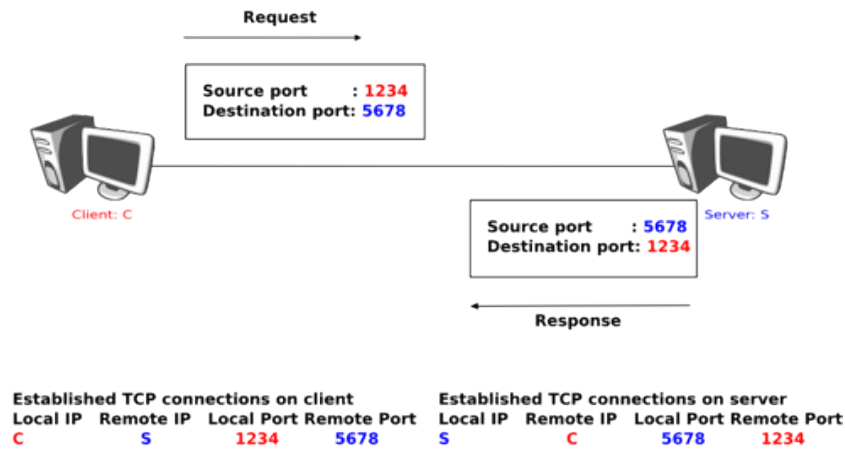 Request
Source port : 1234
Destination port: 5678
Client: C
Server: S
Source port : 5678
Destination port: 1234
Response
Established TCP connections on client
Local IP Remote IP Local Port Remote Port
C S 1234 5678
Established TCP connections on server
Local IP Remote IP Local Port Remote Port
S C 5678 1234